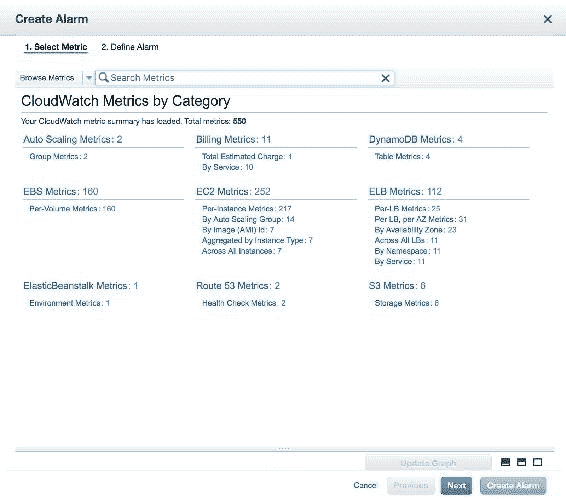 Create Alarm
1. Select Metric 2. Define Alarm
Browse Metrics Search Metrics
CloudWatch Metrics by Category
Your CloudWatch metric summary has loaded. Total metrics: 550
Auto Scaling Metrics: 2
Group Metrics: 2
Billing Metrics: 11
Total Estimated Charge: 1
By Service: 10
DynamoDB Metrics: 4
Table Metrics: 4
EBS Metrics: 160
Per-Volume Metrics: 160
EC2 Metrics: 252
Per-Instance Metrics: 217
By Auto Scaling Group: 14
By Image (AMI) Id: 7
Aggregated by Instance Type: 7
Across All Instances: 7
ELB Metrics: 112
Per-LB Metrics: 25
Per LB, per AZ Metrics: 31
By Availability Zone: 23
Across All LBs: 11
By Namespace: 11
By Service: 11
ElasticBeanstalk Metrics: 1
Environment Metrics: 1
Route 53 Metrics: 2
Health Check Metrics: 2
S3 Metrics: 6
Storage Metrics: 6
Update Graph
Cancel Previous Next Create Alarm